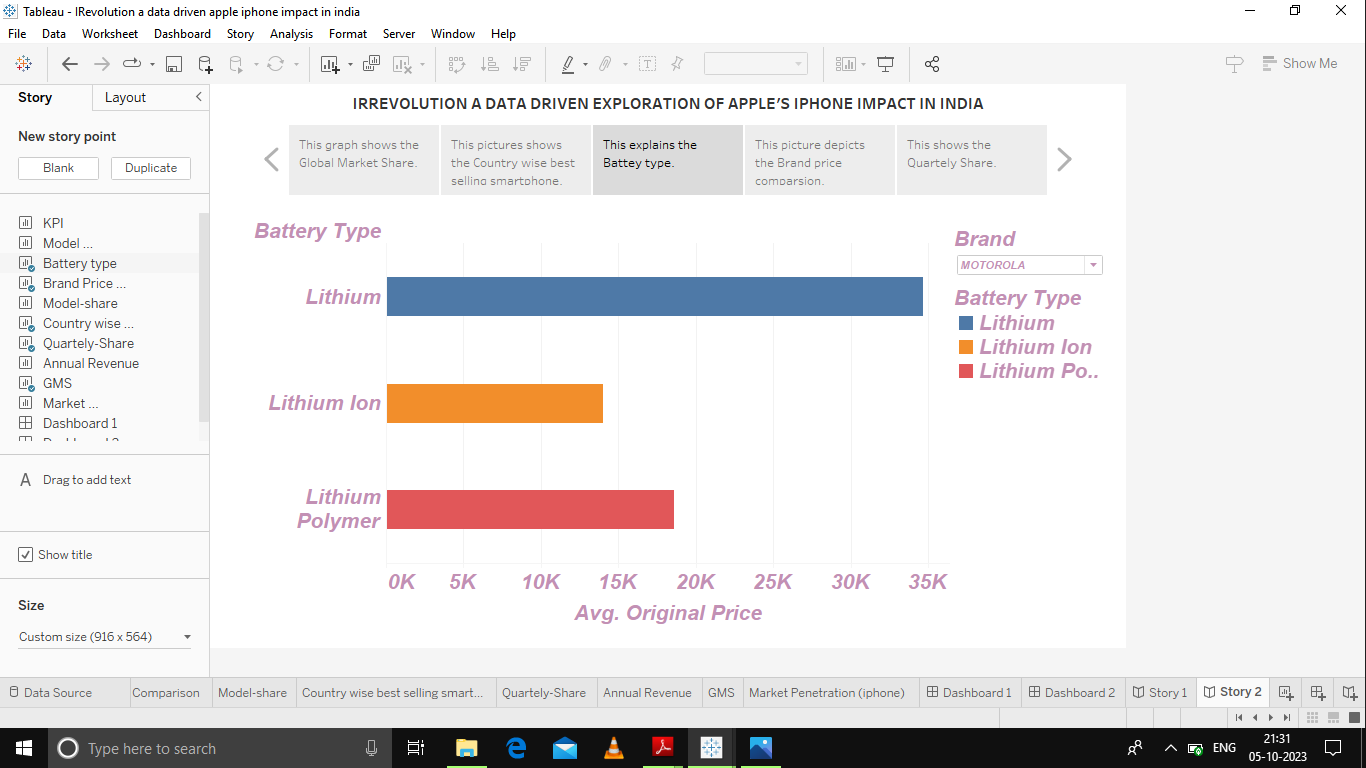 Tableau - IRevolution a data driven apple iphone impact in india
File Data Worksheet Dashboard Story Analysis Format Server Window Help
Show Me
Story Layout
New story point
Blank Duplicate
KPI
Model ...
Battery type
Brand Price ...
Model-share
Country wise ...
Quartely-Share
Annual Revenue
GMS
Market ...
Dashboard 1
A Drag to add text
Show title
Size
Custom size (916 x 564)
IRREVOLUTION A DATA DRIVEN EXPLORATION OF APPLE'S IPHONE IMPACT IN INDIA
This graph shows the
Global Market Share.
This pictures shows
the Country wise best
selling smartphone.
This explains the
Battey type.
This picture depicts
the Brand price
comparsion.
This shows the
Quartely Share.
Battery Type
Lithium
Lithium Ion
Lithium
Polymer
0K 5K 10K 15K 20K 25K 30K 35K
Avg. Original Price
Brand
MOTOROLA
Battery Type
Lithium
Lithium Ion
Lithium Po..
Data Source Comparison Model-share Country wise best selling smart... Quartely-Share Annual Revenue GMS Market Penetration (iphone) Dashboard 1 Dashboard 2 Story 1 Story 2
Type here to search
ENG
21:31
05-10-2023